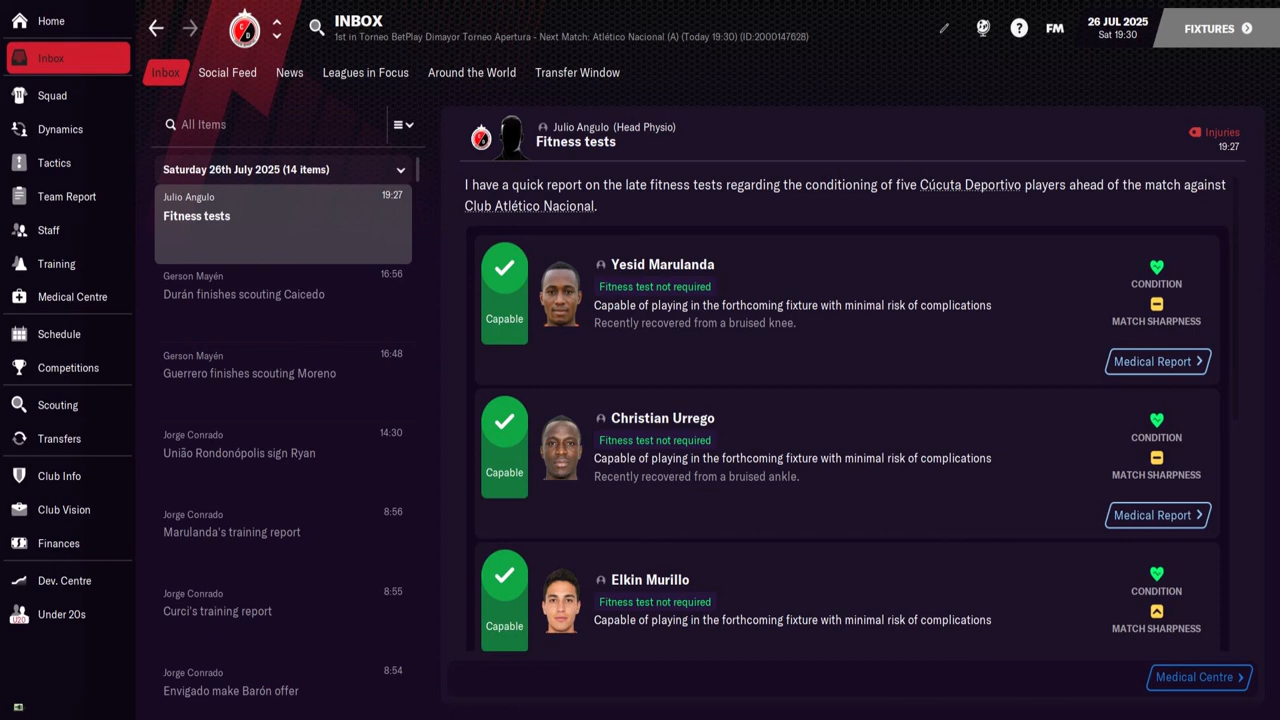 Home
Inbox
Squad
Dynamics
Tactics
Team Report
Staff
Training
Medical Centre
Schedule
Competitions
Scouting
Transfers
Club Info
Club Vision
Finances
Dev. Centre
Under 20s
U20
INBOX
1st in Torneo BetPlay Dimayor Torneo Apertura - Next Match: Atlético Nacional (A) (Today 19:30) (ID:2000147628)
?
FM
26 JUL 2025
Sat 19:30
FIXTURES
Inbox
Social Feed
News
Leagues in Focus
Around the World
Transfer Window
All Items
Saturday 26th July 2025 (14 items)
Julio Angulo 19:27
Fitness tests
Gerson Mayén 16:56
Durán finishes scouting Caicedo
Gerson Mayén 16:48
Guerrero finishes scouting Moreno
Jorge Conrado 14:30
União Rondonópolis sign Ryan
Jorge Conrado 8:56
Marulanda's training report
Jorge Conrado 8:55
Curci's training report
Jorge Conrado 8:54
Envigado make Barón offer
Julio Angulo (Head Physio)
Fitness tests
Injuries
19:27
I have a quick report on the late fitness tests regarding the conditioning of five Cúcuta Deportivo players ahead of the match against
Club Atlético Nacional.
Capable
Yesid Marulanda
Fitness test not required
Capable of playing in the forthcoming fixture with minimal risk of complications
Recently recovered from a bruised knee.
CONDITION
MATCH SHARPNESS
Medical Report
Capable
Christian Urrego
Fitness test not required
Capable of playing in the forthcoming fixture with minimal risk of complications
Recently recovered from a bruised ankle.
CONDITION
MATCH SHARPNESS
Medical Report
Capable
Elkin Murillo
Fitness test not required
Capable of playing in the forthcoming fixture with minimal risk of complications
CONDITION
MATCH SHARPNESS
Medical Centre